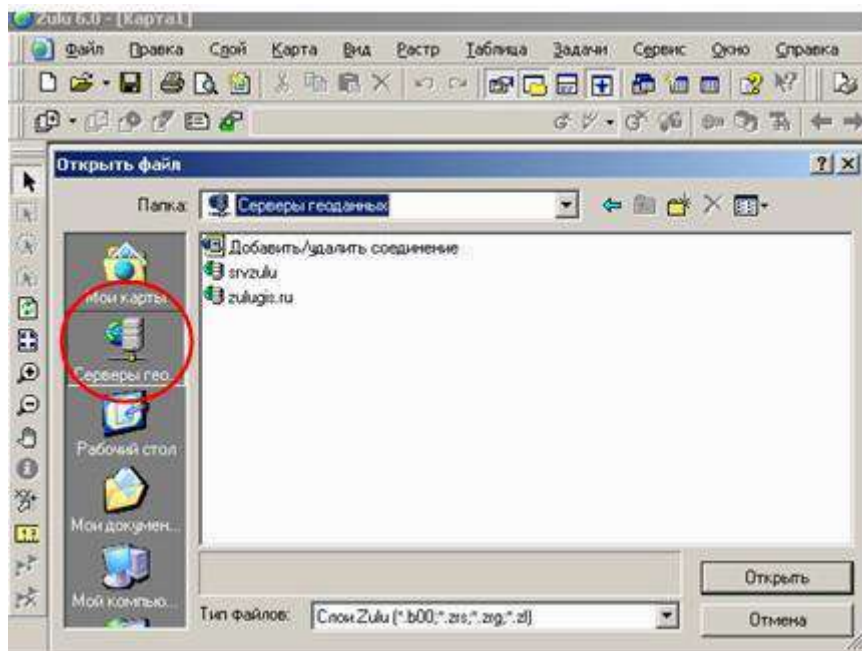 Zulu 6.0 - [Карта1]
Файл Правка Слой Карта Вид Растр Таблица Задачи Сервис Окно Справка
Открыть файл
Папка: Серверы геоданных
Мои карты
Серверы гео...
Рабочий стол
Мои докумен...
Мой компью...
Добавить/удалить соединение
srvzulu
zulugis.ru
Открыть
Тип файлов: Слои Zulu (*.b00;*.zrs;*.zrg;*.zl)
Отмена